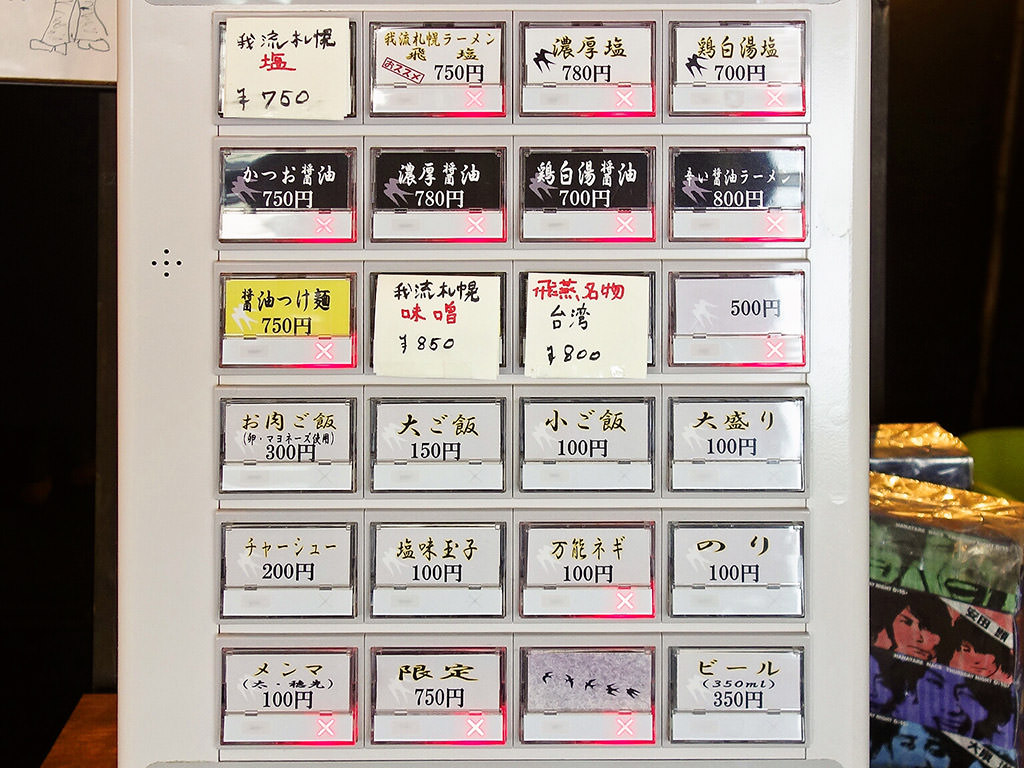 我流札幌
塩
¥750
我流札幌ラーメン
飛塩
おススメ
750円
濃厚塩
780円
鶏白湯塩
700円
かつお醤油
750円
濃厚醤油
780円
鶏白湯醤油
700円
辛い醤油ラーメン
800円
醤油つけ麺
750円
我流札幌
味噌
¥850
飛燕名物
台湾
¥800
500円
お肉ご飯
(卵・マヨネーズ使用)
300円
大ご飯
150円
小ご飯
100円
大盛り
100円
チャーシュー
200円
塩味玉子
100円
万能ネギ
100円
のり
100円
メンマ
(太・穂先)
100円
限定
750円
ビール
(350ml)
350円
安田
大倉